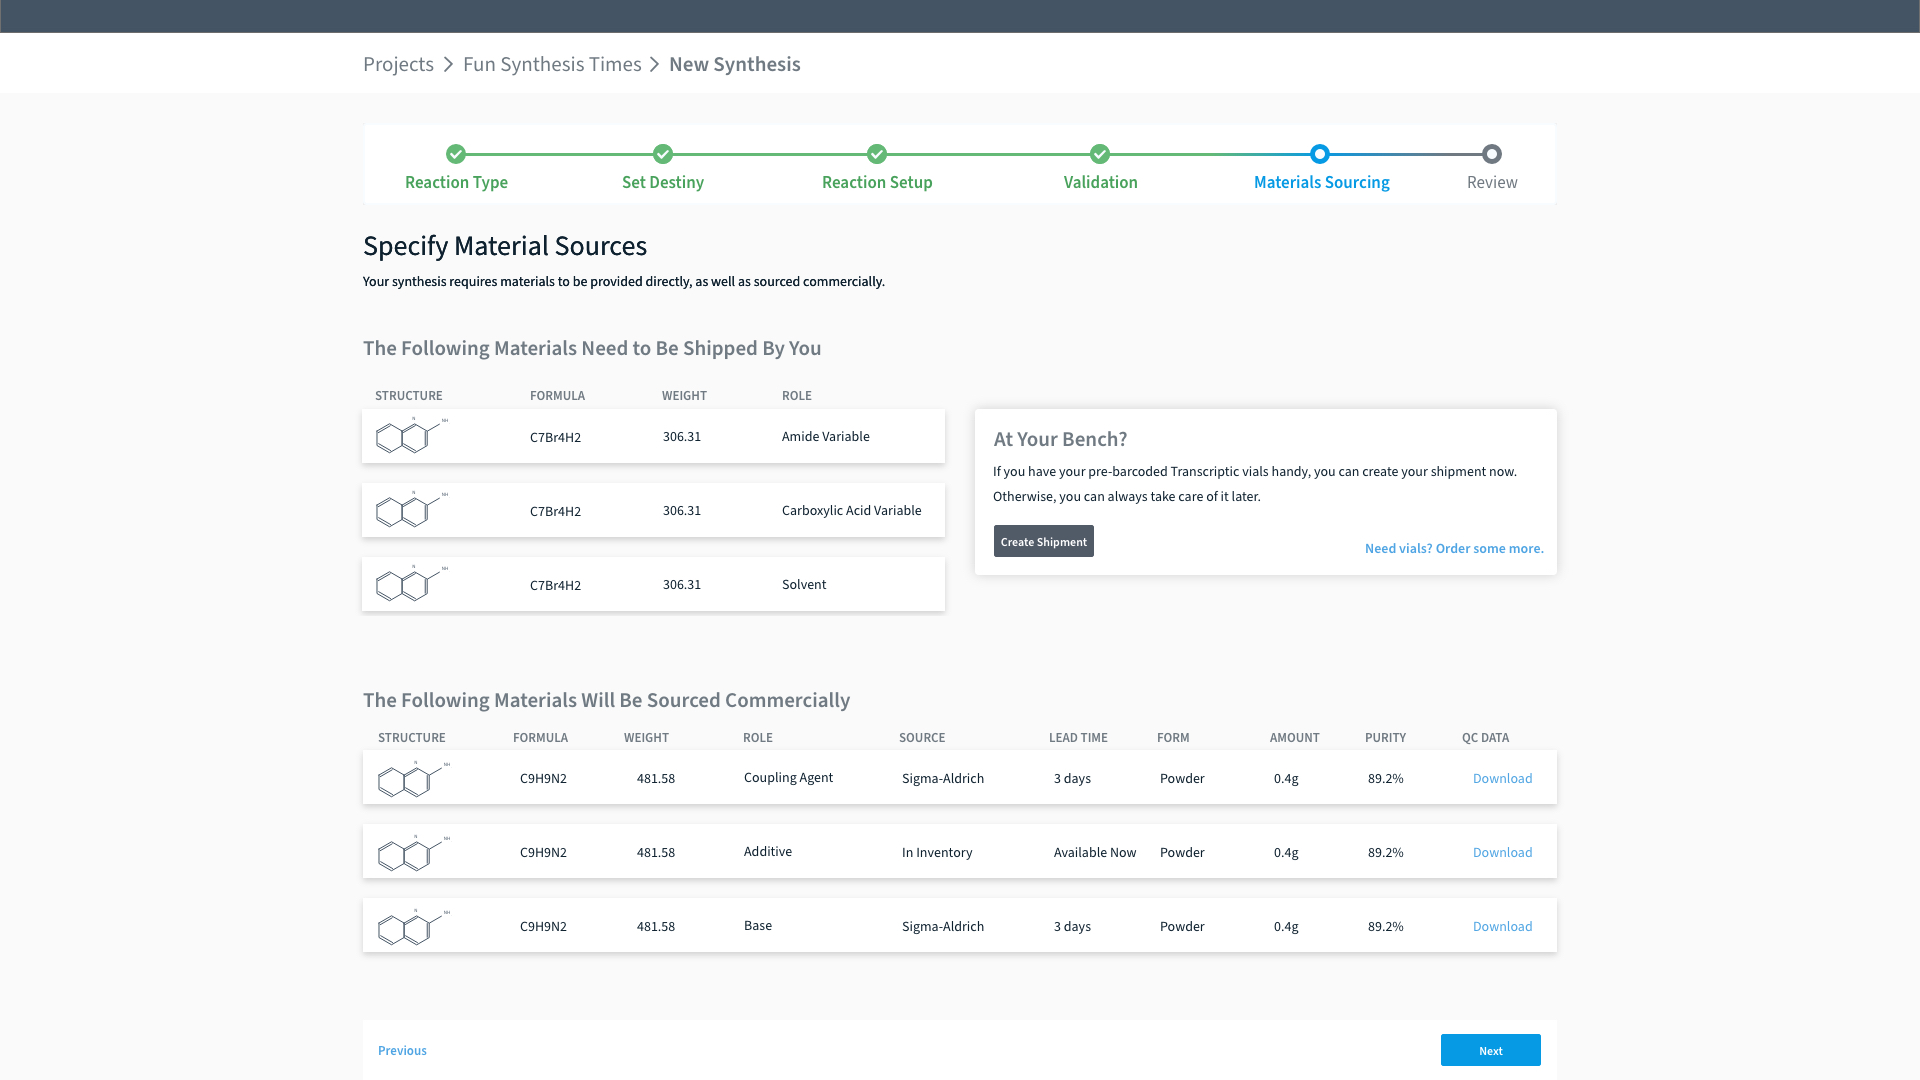 Projects > Fun Synthesis Times > New Synthesis
Reaction Type Set Destiny Reaction Setup Validation Materials Sourcing Review
Specify Material Sources
Your synthesis requires materials to be provided directly, as well as sourced commercially.
The Following Materials Need to Be Shipped By You
STRUCTURE FORMULA WEIGHT ROLE
N NH
C7Br4H2 306.31 Amide Variable
N NH
C7Br4H2 306.31 Carboxylic Acid Variable
N NH
C7Br4H2 306.31 Solvent
At Your Bench?
If you have your pre-barcoded Transcriptic vials handy, you can create your shipment now.
Otherwise, you can always take care of it later.
Create Shipment
Need vials? Order some more.
The Following Materials Will Be Sourced Commercially
STRUCTURE FORMULA WEIGHT ROLE SOURCE LEAD TIME FORM AMOUNT PURITY QC DATA
N NH
C9H9N2 481.58 Coupling Agent Sigma-Aldrich 3 days Powder 0.4g 89.2% Download
N NH
C9H9N2 481.58 Additive In Inventory Available Now Powder 0.4g 89.2% Download
N NH
C9H9N2 481.58 Base Sigma-Aldrich 3 days Powder 0.4g 89.2% Download
Previous Next